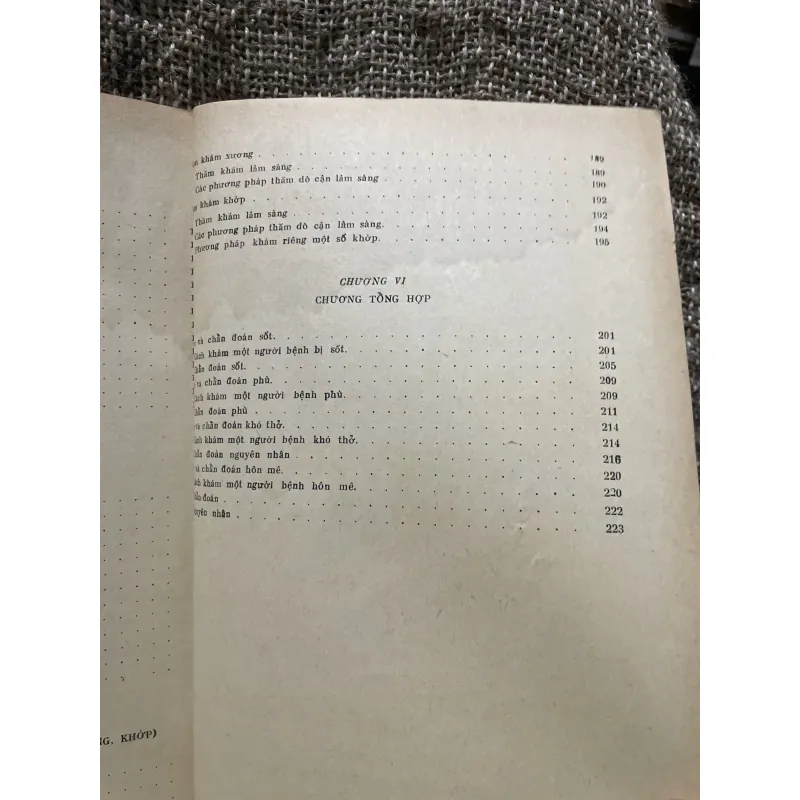 khám xương 189
Thăm khám lâm sàng 189
Các phương pháp thăm dò cận lâm sàng 190
khám khớp 192
Thăm khám lâm sàng 192
Các phương pháp thăm dò cận lâm sàng. 194
Phương pháp khám riêng một số khớp. 195
CHƯƠNG VI
CHƯƠNG TỔNG HỢP
và chẩn đoán sốt. 201
khám một người bệnh bị sốt. 201
đoán sốt. 205
và chẩn đoán phù. 209
khám một người bệnh phù. 209
đoán phù 211
và chẩn đoán khó thở. 214
khám một người bệnh khó thở. 214
đoán nguyên nhân 216
và chẩn đoán hôn mê. 220
khám một người bệnh hôn mê. 220
đoán 222
nhân 223
KHỚP)